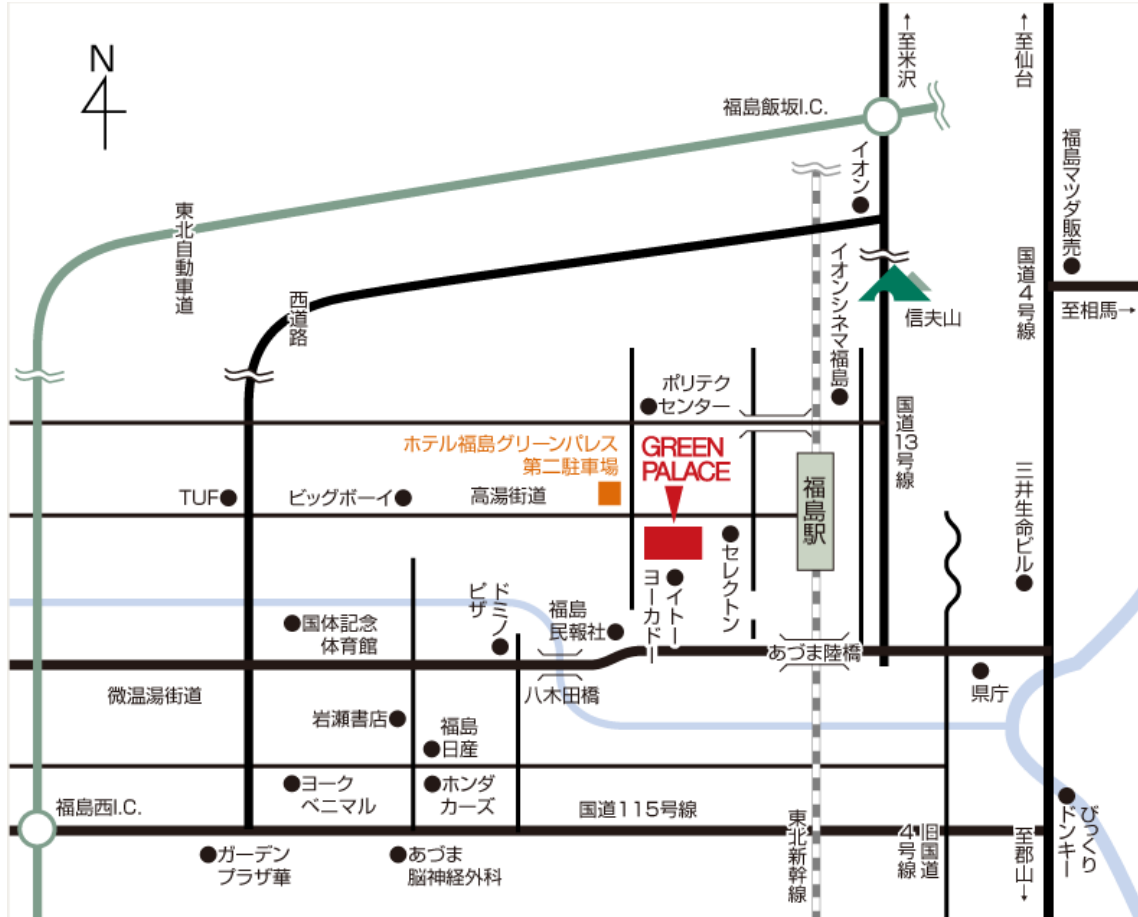 N
↑至米沢
↑至仙台
福島飯坂I.C.
イオン
福島マツダ販売
東北自動車道
西道路
イオンシネマ福島
信夫山
国道4号線
至相馬→
ポリテク
センター
国道13号線
ホテル福島グリーンパレス
第二駐車場
GREEN
PALACE
TUF
ビッグボーイ
高湯街道
福島駅
三井生命ビル
セレクトン
イトー
ヨーカドー
ドミノ
ピザ
福島
民報社
国体記念
体育館
あづま陸橋
微温湯街道
八木田橋
県庁
岩瀬書店
福島
日産
ヨーク
ベニマル
ホンダ
カーズ
福島西I.C.
国道115号線
東北新幹線
旧国道
4号線
至郡山→
びっくり
ドンキー
ガーデン
プラザ華
あづま
脳神経外科